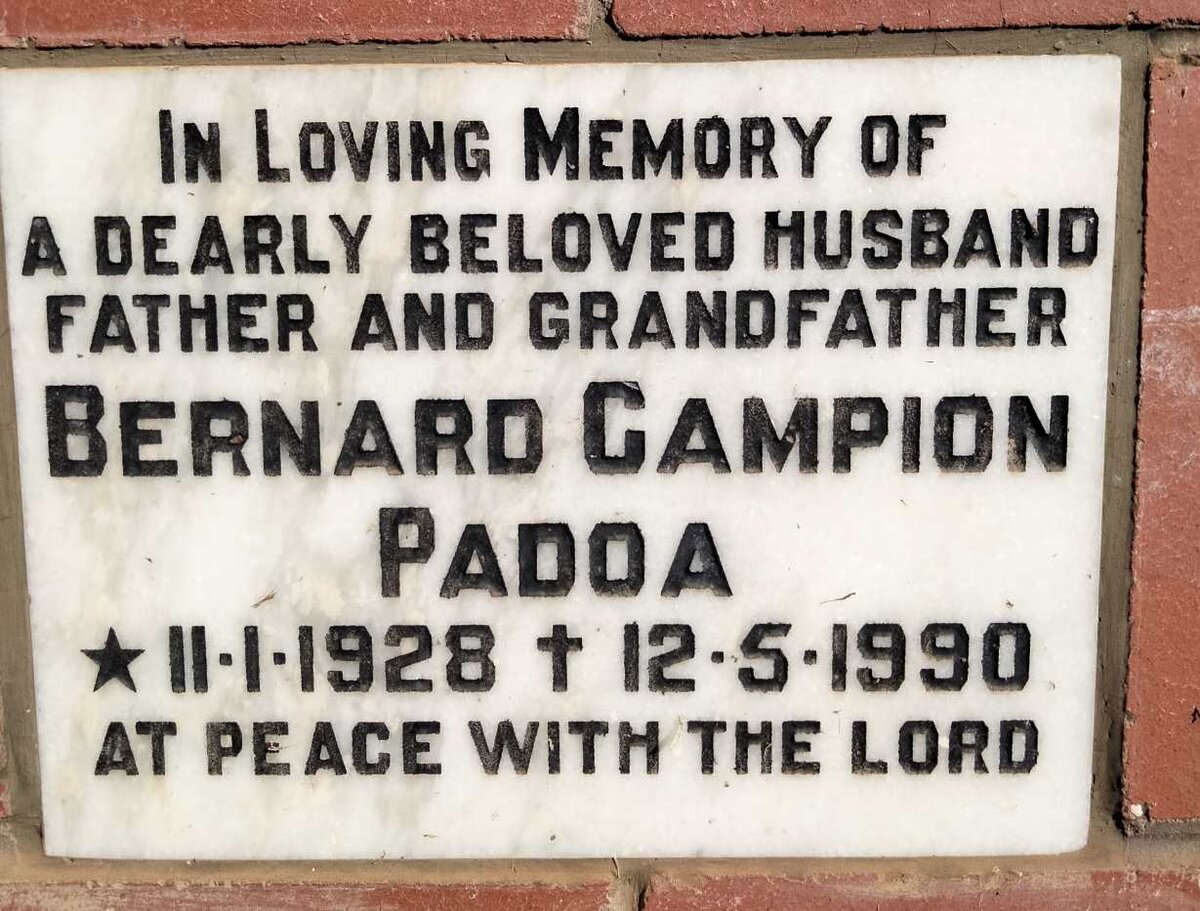 IN LOVING MEMORY OF
A DEARLY BELOVED HUSBAND
FATHER AND GRANDFATHER
BERNARD CAMPION
PADOA
★ 11·1·1928 ✝ 12·5·1990
AT PEACE WITH THE LORD